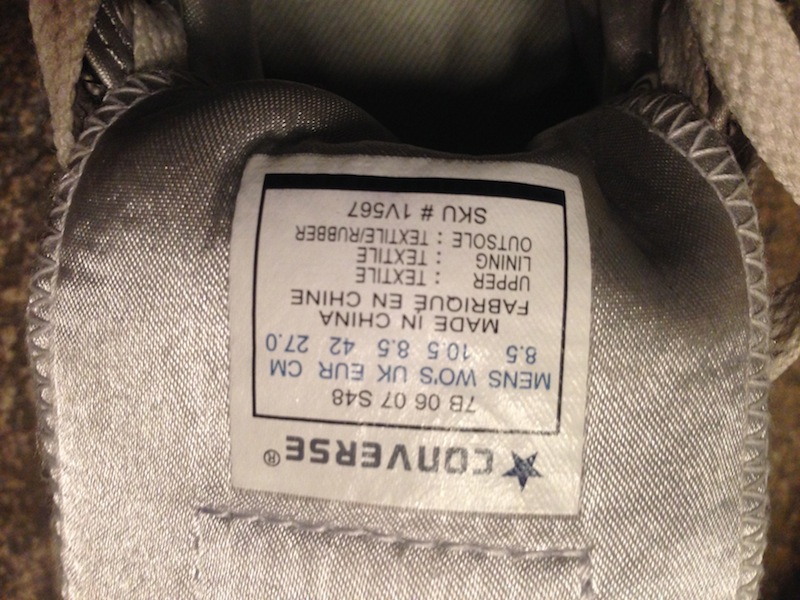 CONVERSE®
7B 06 07 S48
MENS WO'S UK EUR CM
8.5 10.5 8.5 42 27.0
MADE IN CHINA
FABRIQUÉ EN CHINE
UPPER : TEXTILE
LINING : TEXTILE
OUTSOLE : TEXTILE/RUBBER
SKU # 1V567